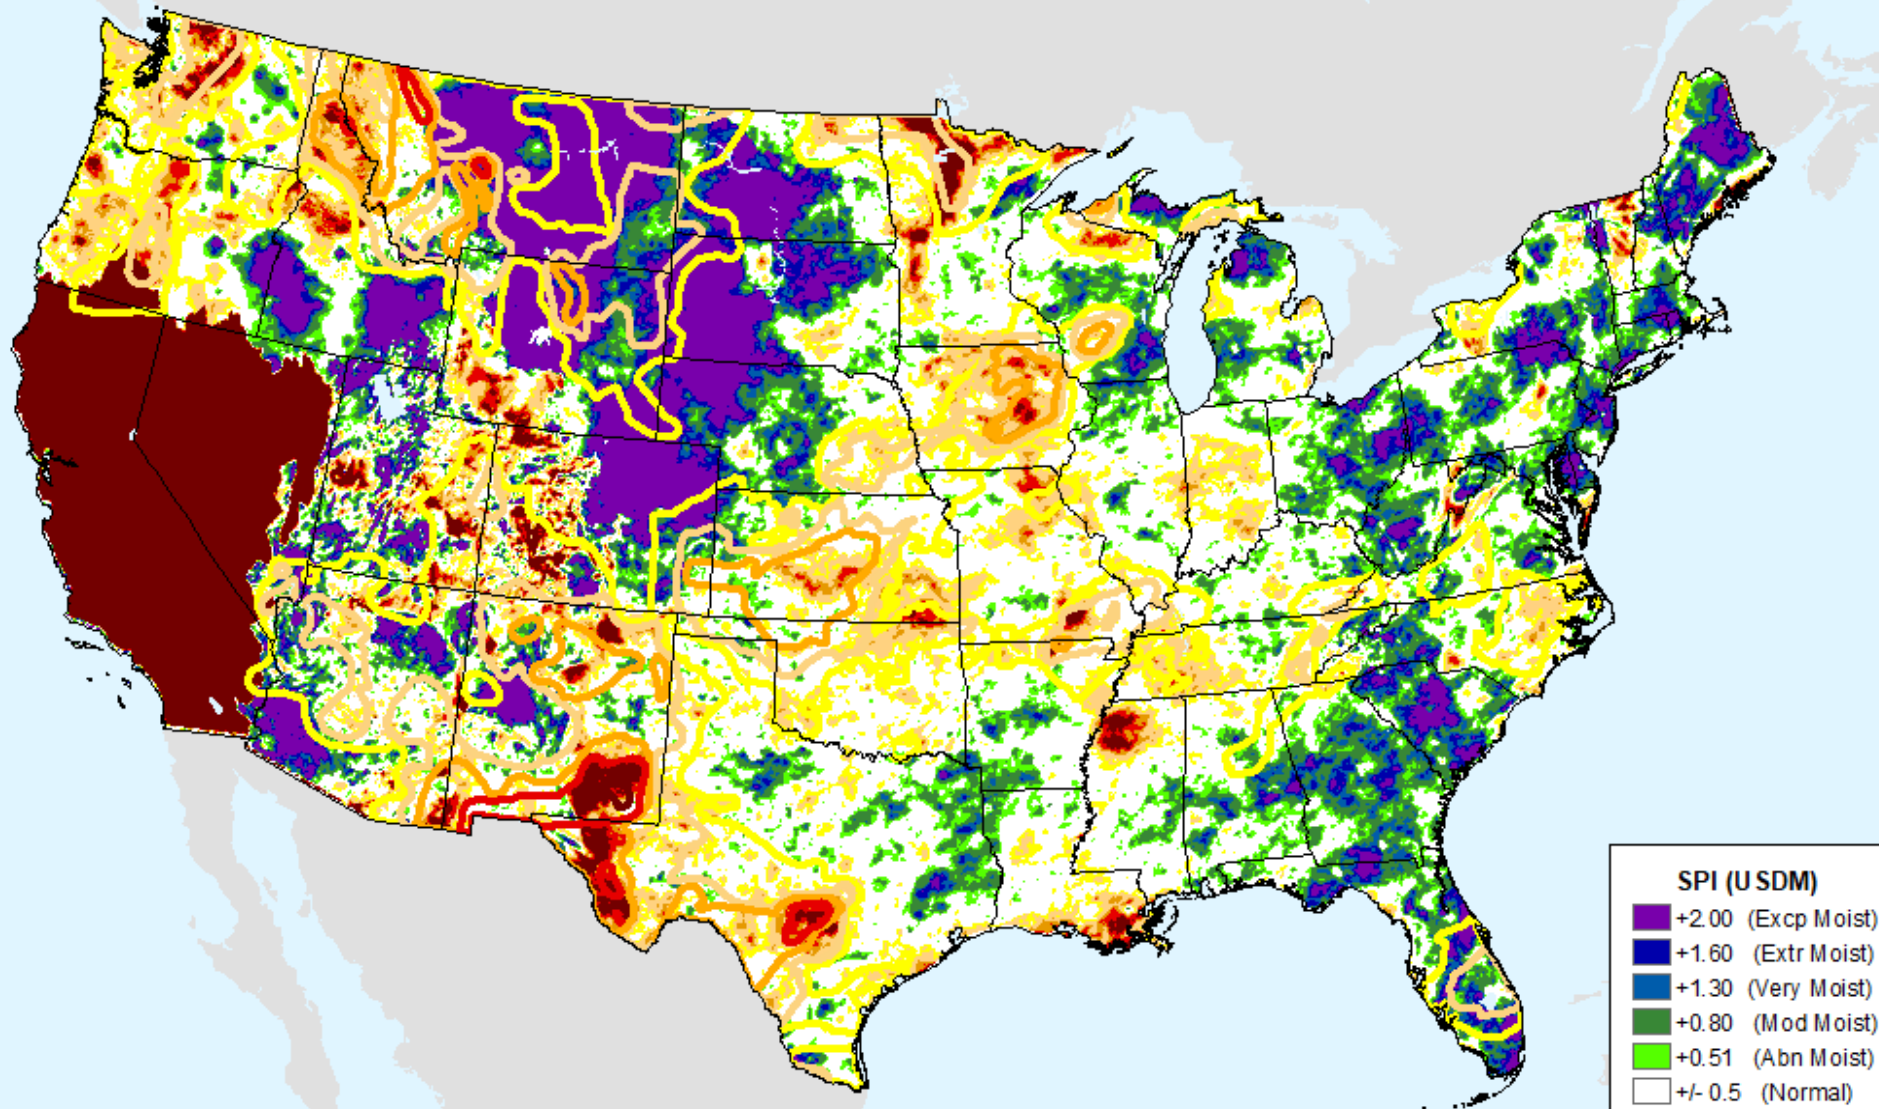 SPI (USDM)
+2.00 (Excp Moist)
+1.60 (Extr Moist)
+1.30 (Very Moist)
+0.80 (Mod Moist)
+0.51 (Abn Moist)
+/- 0.5 (Normal)